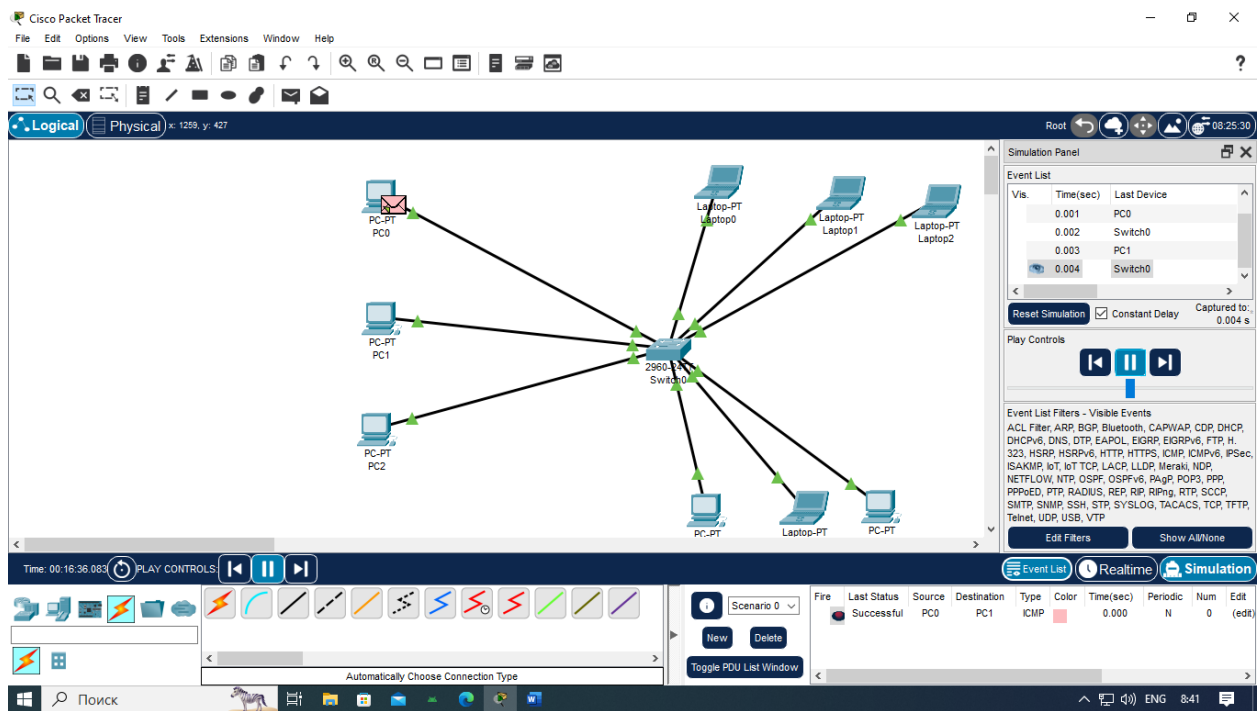 Cisco Packet Tracer
File Edit Options View Tools Extensions Window Help
?
Logical Physical x: 1259, y: 427 Root 08:25:30
Simulation Panel
Event List
Vis. Time(sec) Last Device
0.001 PC0
0.002 Switch0
0.003 PC1
0.004 Switch0
Reset Simulation Constant Delay Captured to:
0.004 s
Play Controls
PC-PT
PC0
Laptop-PT
Laptop0
Laptop-PT
Laptop1
Laptop-PT
Laptop2
PC-PT
PC1
Switch0
PC-PT
PC2
PC-PT
Laptop-PT
PC-PT
Event List Filters - Visible Events
ACL Filter, ARP, BGP, Bluetooth, CAPWAP, CDP, DHCP,
DHCPv6, DNS, DTP, EAPOL, EIGRP, EIGRPv6, FTP, H.
323, HSRP, HSRPv6, HTTP, HTTPS, ICMP, ICMPv6, IPSec,
ISAKMP, IoT, IoT TCP, LACP, LLDP, Meraki, NDP,
NETFLOW, NTP, OSPF, OSPFv6, PAgP, POP3, PPP,
PPPoED, PTP, RADIUS, REP, RIP, RIPng, RTP, SCCP,
SMTP, SNMP, SSH, STP, SYSLOG, TACACS, TCP, TFTP,
Telnet, UDP, USB, VTP
Edit Filters Show All/None
Time: 00:16:36.083 PLAY CONTROLS: Event List Realtime Simulation
Scenario 0
New Delete
Toggle PDU List Window
Fire Last Status Source Destination Type Color Time(sec) Periodic Num Edit
Successful PC0 PC1 ICMP 0.000 N 0 (edit)
Automatically Choose Connection Type
Поиск ENG 8:41